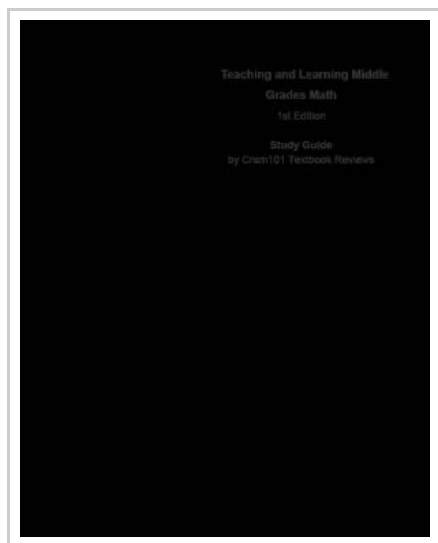 Teaching and Learning Middle
Grades Math
1st Edition
Study Guide
by Cram101 Textbook Reviews